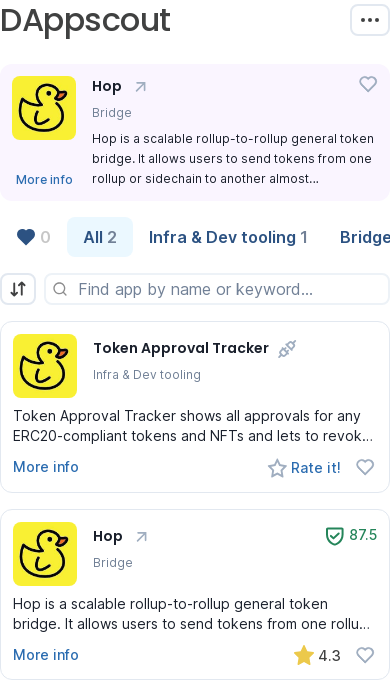 DAppscout
Hop
Bridge
Hop is a scalable rollup-to-rollup general token
bridge. It allows users to send tokens from one
rollup or sidechain to another almost...
More info
0
All 2
Infra & Dev tooling 1
Bridge
Find app by name or keyword...
Token Approval Tracker
Infra & Dev tooling
Token Approval Tracker shows all approvals for any
ERC20-compliant tokens and NFTs and lets to revok...
More info
Rate it!
Hop
87.5
Bridge
Hop is a scalable rollup-to-rollup general token
bridge. It allows users to send tokens from one rollu...
More info
4.3